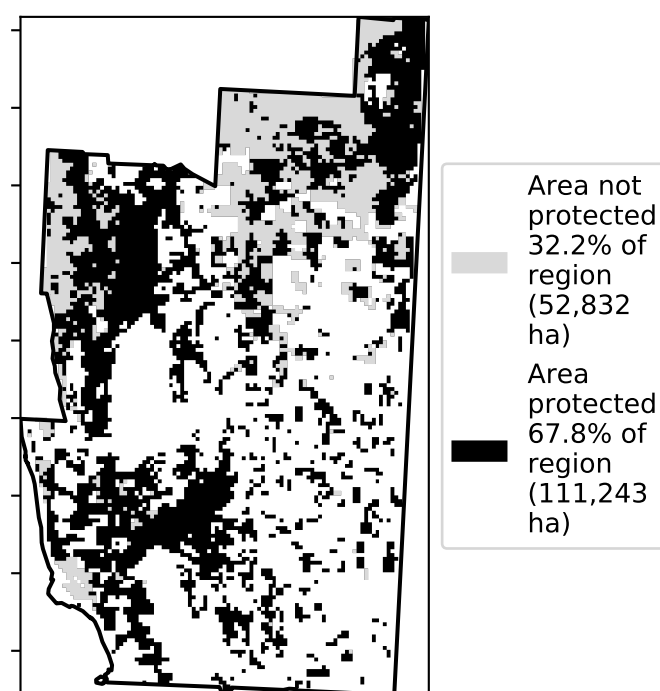 Area not
protected
32.2% of
region
(52,832
ha)
Area
protected
67.8% of
region
(111,243
ha)